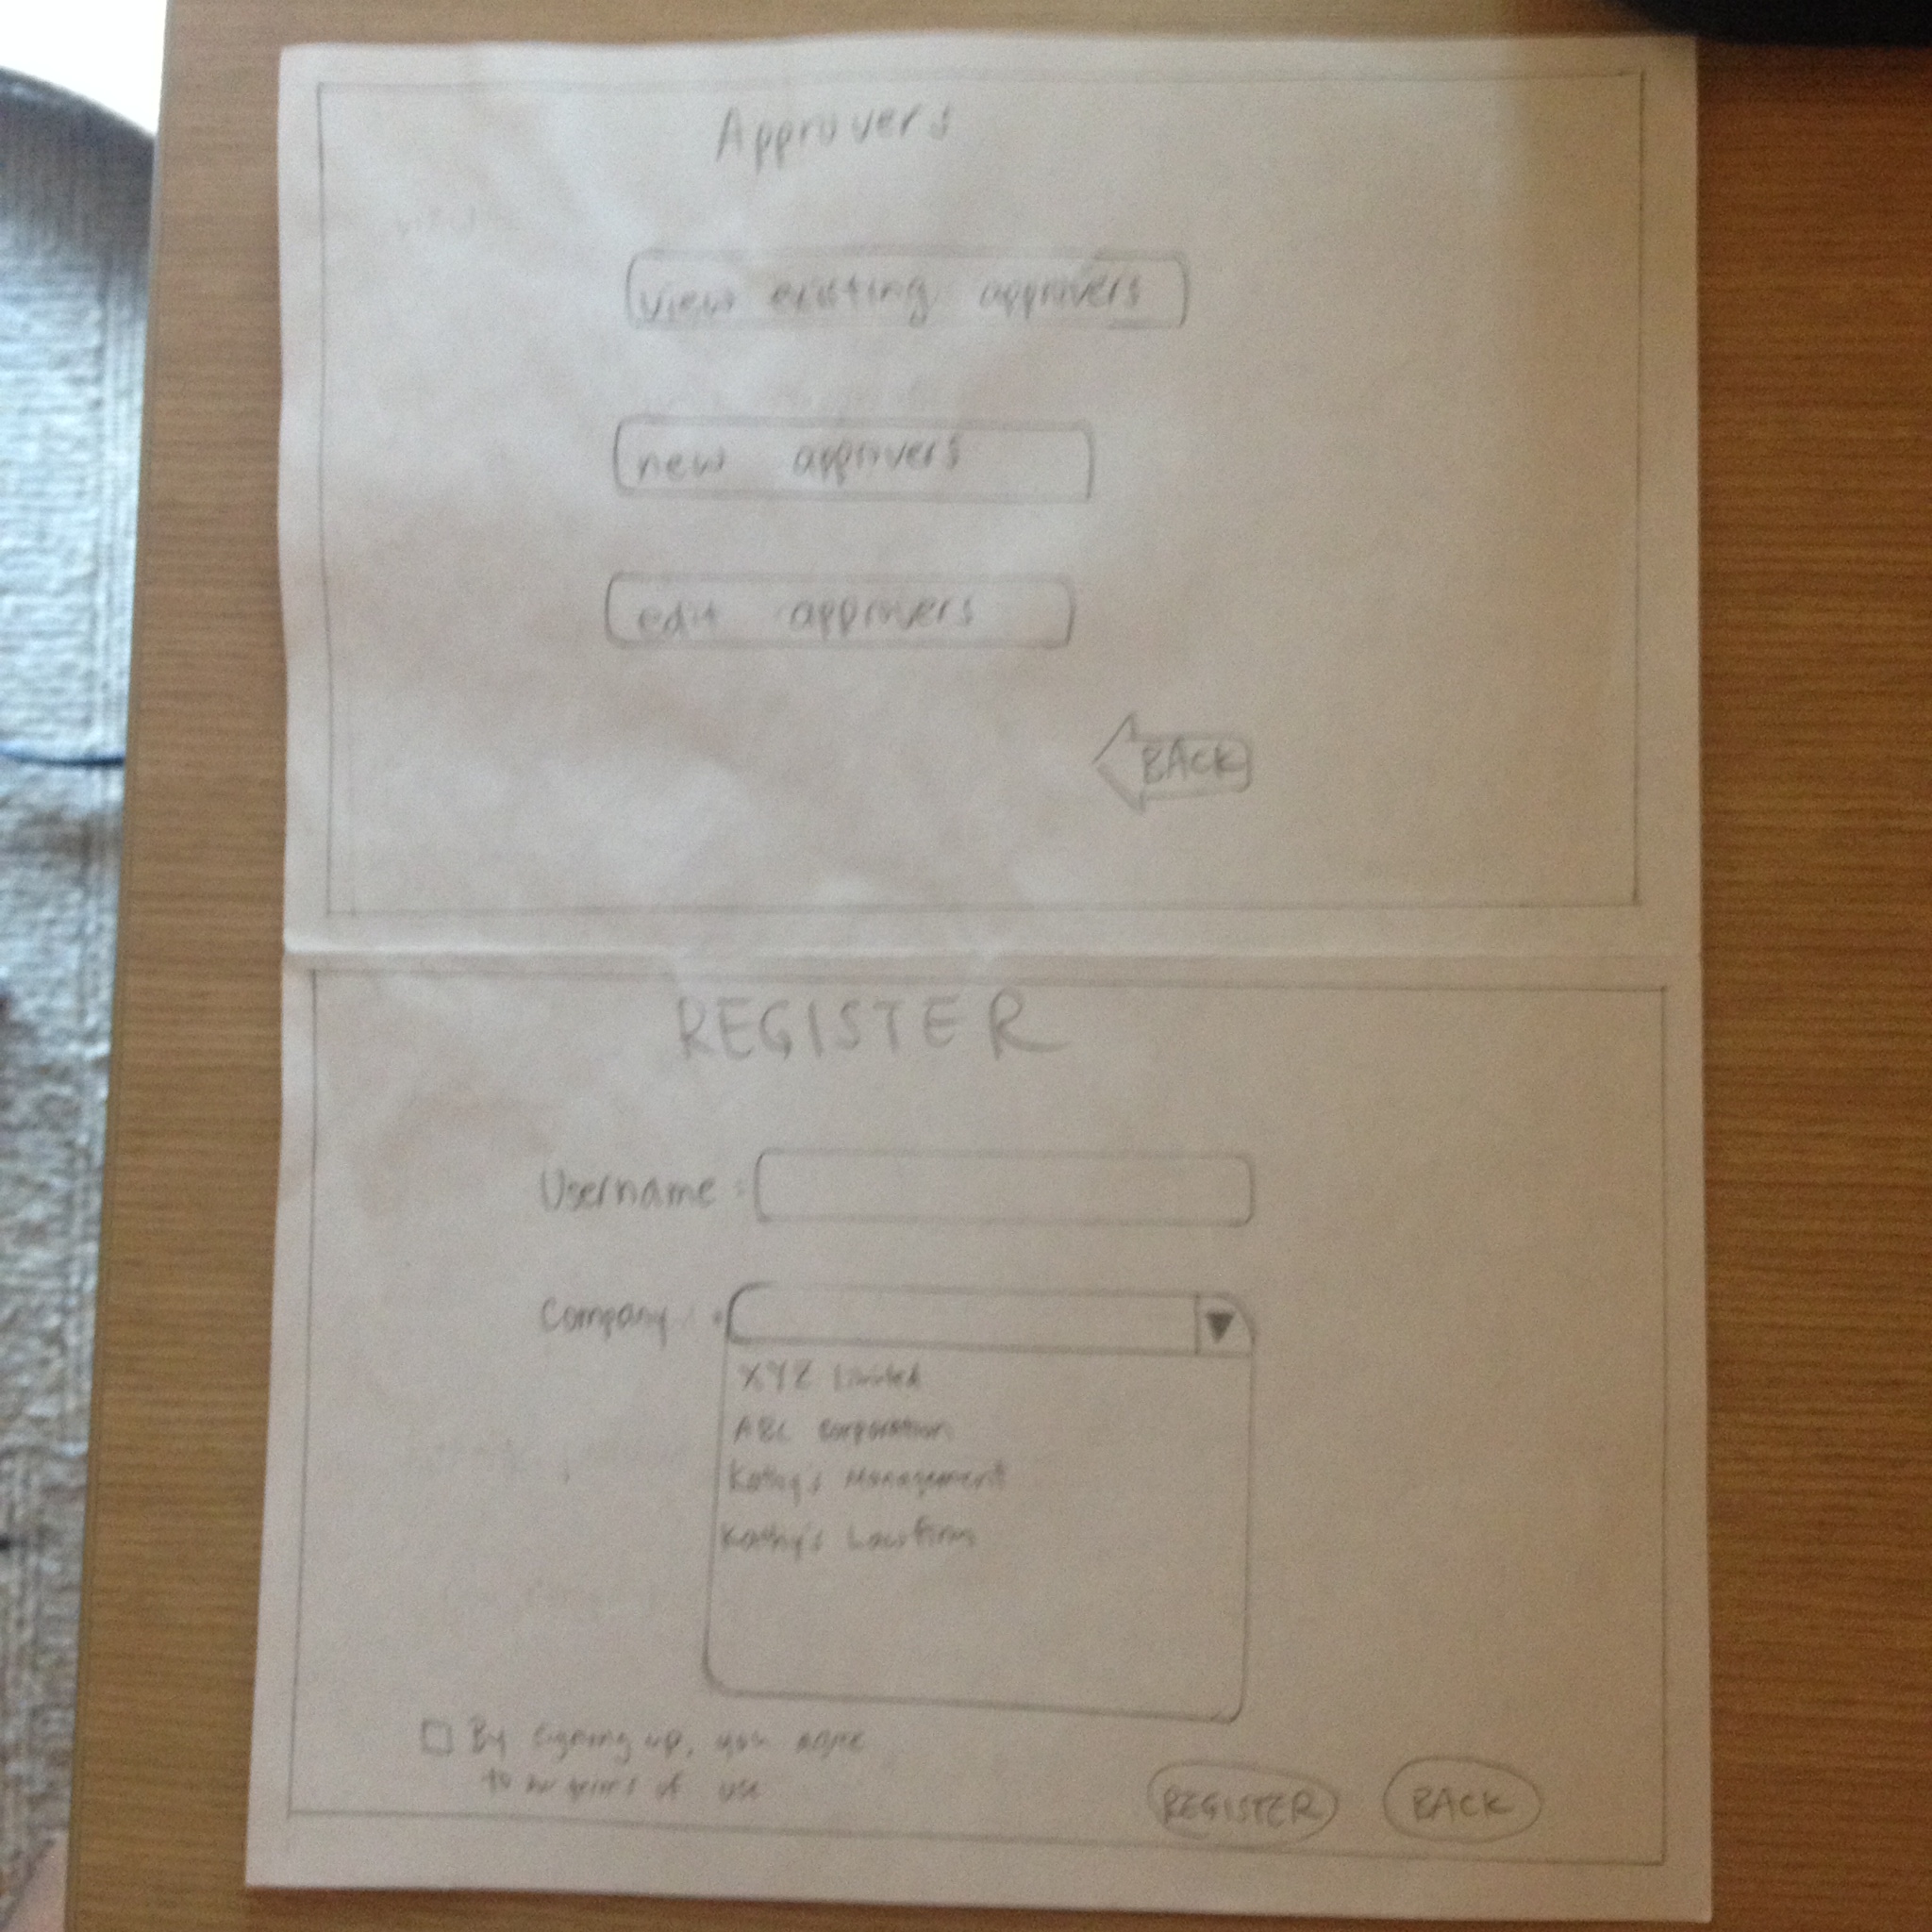 Approvers
view existing approvers
new approvers
edit approvers
BACK
REGISTER
Username :
Company :
XYZ Limited
ABC Corporation
Kathy's Management
Kathy's Lawfirm
By signing up, you agree
to our terms of use
REGISTER
BACK